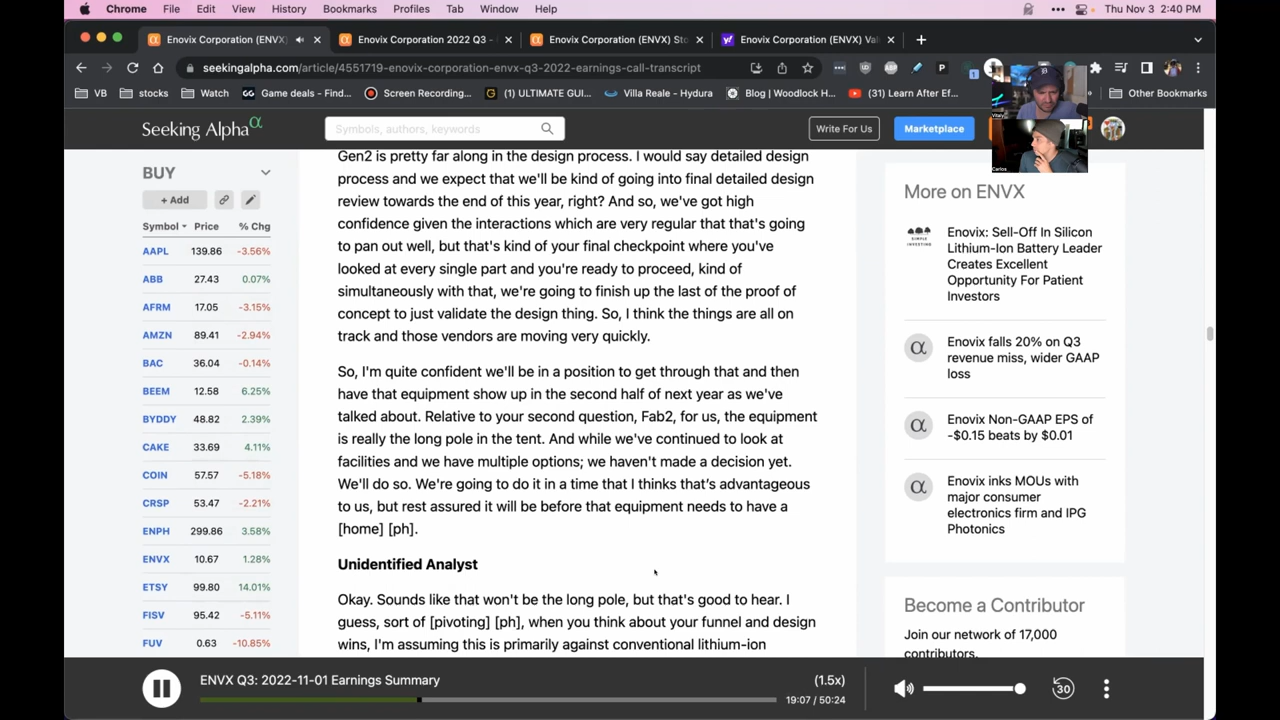 Chrome File Edit View History Bookmarks Profiles Tab Window Help Thu Nov 3 2:40 PM
Enovix Corporation (ENVX) Enovix Corporation 2022 Q3 - Enovix Corporation (ENVX) Sto Enovix Corporation (ENVX) Val
seekingalpha.com/article/4551719-enovix-corporation-envx-q3-2022-earnings-call-transcript
VB stocks Watch Game deals - Find... Screen Recording... (1) ULTIMATE GUI... Villa Reale - Hydura Blog | Woodlock H... (31) Learn After Ef... Other Bookmarks
Seeking Alpha α
Symbols, authors, keywords
Write For Us
Marketplace
Vitaly
Carlos
BUY
+ Add
Symbol Price % Chg
AAPL 139.86 -3.56%
ABB 27.43 0.07%
AFRM 17.05 -3.15%
AMZN 89.41 -2.94%
BAC 36.04 -0.14%
BEEM 12.58 6.25%
BYDDY 48.82 2.39%
CAKE 33.69 4.11%
COIN 57.57 -5.18%
CRSP 53.47 -2.21%
ENPH 299.86 3.58%
ENVX 10.67 1.28%
ETSY 99.80 14.01%
FISV 95.42 -5.11%
FUV 0.63 -10.85%
Gen2 is pretty far along in the design process. I would say detailed design
process and we expect that we'll be kind of going into final detailed design
review towards the end of this year, right? And so, we've got high
confidence given the interactions which are very regular that that's going
to pan out well, but that's kind of your final checkpoint where you've
looked at every single part and you're ready to proceed, kind of
simultaneously with that, we're going to finish up the last of the proof of
concept to just validate the design thing. So, I think the things are all on
track and those vendors are moving very quickly.
So, I'm quite confident we'll be in a position to get through that and then
have that equipment show up in the second half of next year as we've
talked about. Relative to your second question, Fab2, for us, the equipment
is really the long pole in the tent. And while we've continued to look at
facilities and we have multiple options; we haven't made a decision yet.
We'll do so. We're going to do it in a time that I thinks that's advantageous
to us, but rest assured it will be before that equipment needs to have a
[home] [ph].
Unidentified Analyst
Okay. Sounds like that won't be the long pole, but that's good to hear. I
guess, sort of [pivoting] [ph], when you think about your funnel and design
wins, I'm assuming this is primarily against conventional lithium-ion
More on ENVX
SIMPLE
INVESTING
Enovix: Sell-Off In Silicon
Lithium-Ion Battery Leader
Creates Excellent
Opportunity For Patient
Investors
Enovix falls 20% on Q3
revenue miss, wider GAAP
loss
Enovix Non-GAAP EPS of
-$0.15 beats by $0.01
Enovix inks MOUs with
major consumer
electronics firm and IPG
Photonics
Become a Contributor
Join our network of 17,000
contributors.
ENVX Q3: 2022-11-01 Earnings Summary
(1.5x)
19:07 / 50:24
30